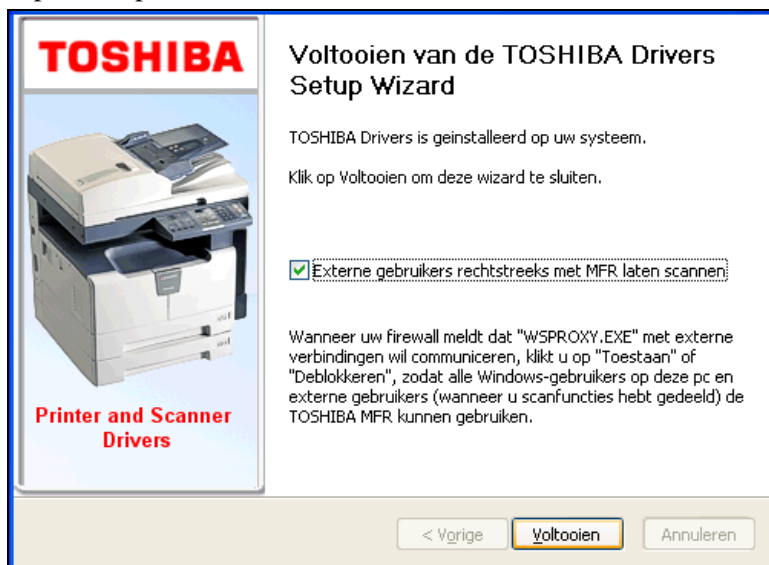 TOSHIBA
Printer and Scanner
Drivers
Voltooien van de TOSHIBA Drivers
Setup Wizard
TOSHIBA Drivers is geinstalleerd op uw systeem.
Klik op Voltooien om deze wizard te sluiten.
Externe gebruikers rechtstreeks met MFR laten scannen
Wanneer uw firewall meldt dat "WSPROXY.EXE" met externe
verbindingen wil communiceren, klikt u op "Toestaan" of
"Deblokkeren", zodat alle Windows-gebruikers op deze pc en
externe gebruikers (wanneer u scanfuncties hebt gedeeld) de
TOSHIBA MFR kunnen gebruiken.
< Vorige
Voltooien
Annuleren